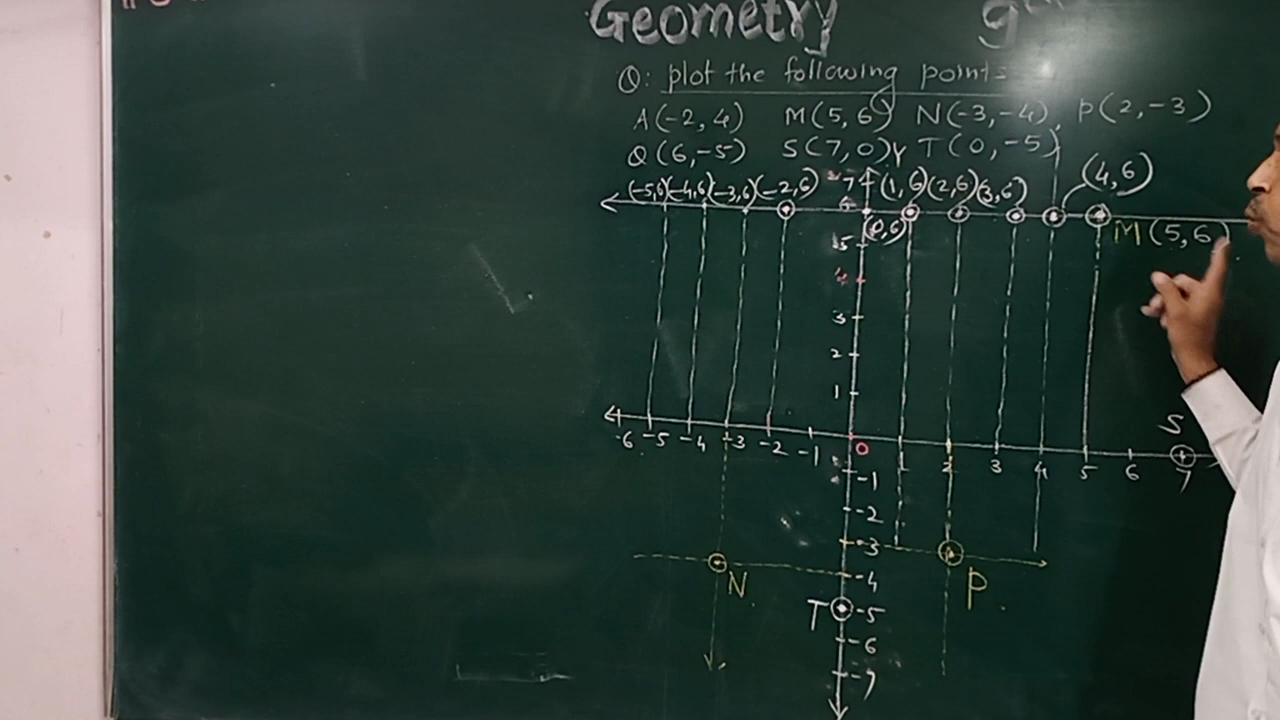 Geometry
Q: plot the following points
A(-2, 4) M(5, 6) N(-3, -4), P(2, -3)
Q(6, -5) S(7, 0) T(0, -5)
(4, 6)
(-5,6) (-4,6) (-3,6) (-2,6) 7 (1,6) (2,6) (3,6)
6
(0,6) M(5,6)
5
4
3
2
1
S
-6 -5 -4 -3 -2 -1 0 1 2 3 4 5 6 7
-1
-2
-3
-4
N P
T -5
-6
-7